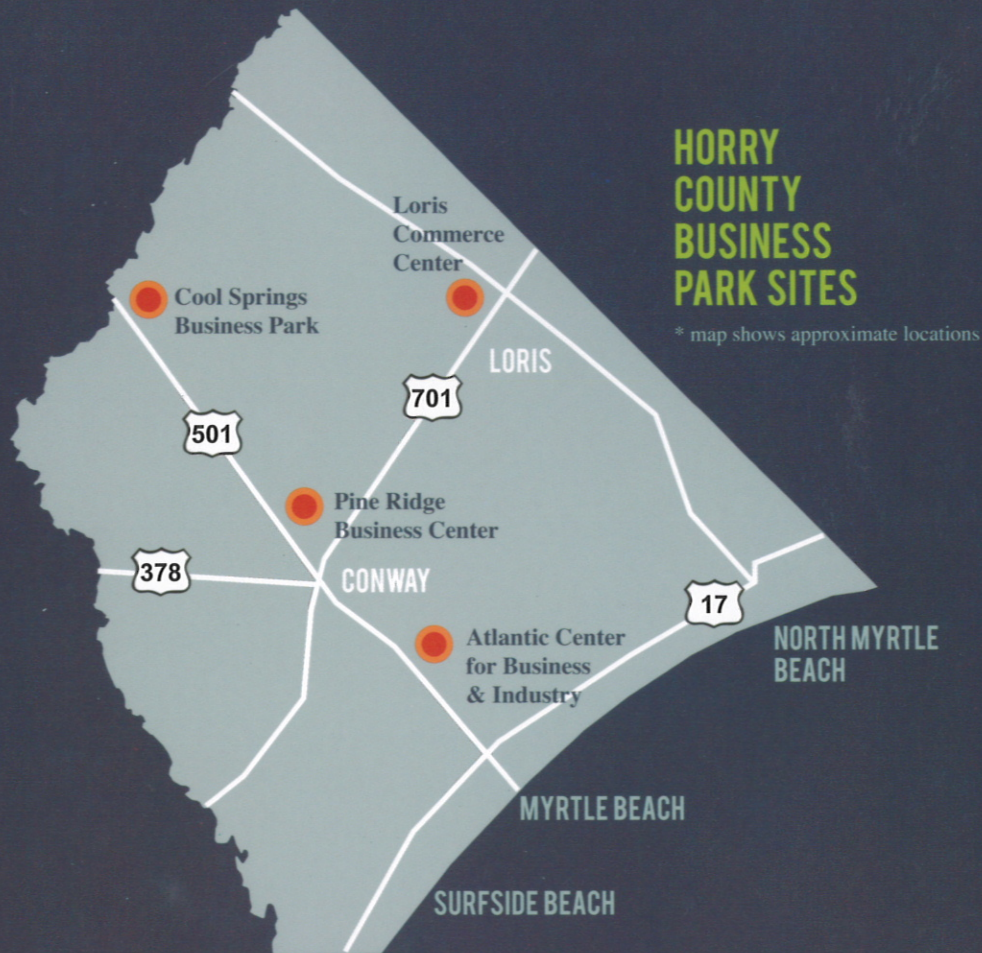 HORRY
COUNTY
BUSINESS
PARK SITES
* map shows approximate locations
Loris
Commerce
Center
Cool Springs
Business Park
LORIS
701
501
Pine Ridge
Business Center
378
CONWAY
17
Atlantic Center
for Business
& Industry
NORTH MYRTLE
BEACH
MYRTLE BEACH
SURFSIDE BEACH